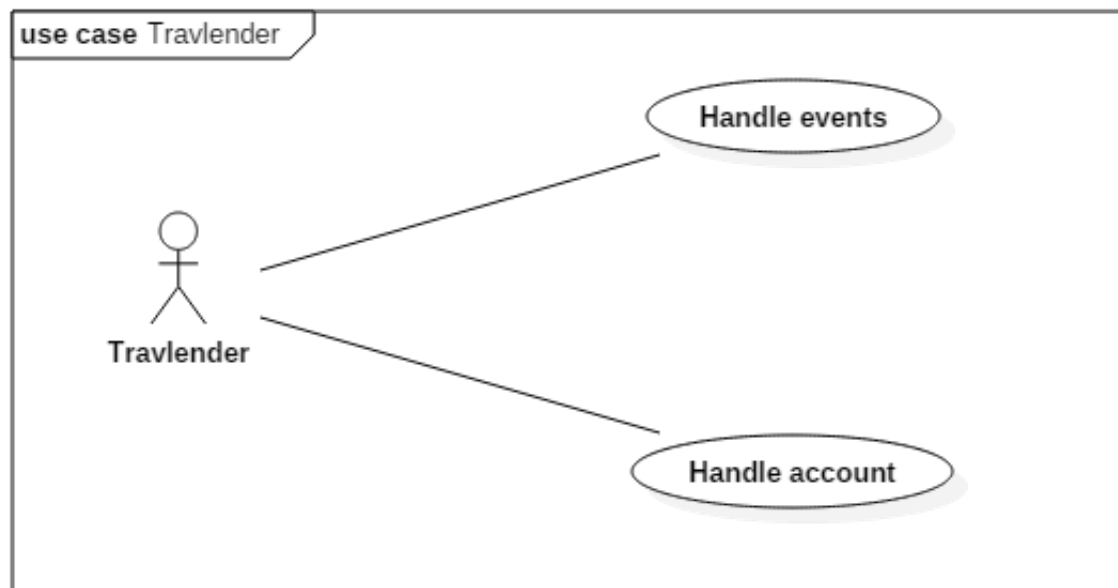 use case Travlender
Handle events
Travlender
Handle account